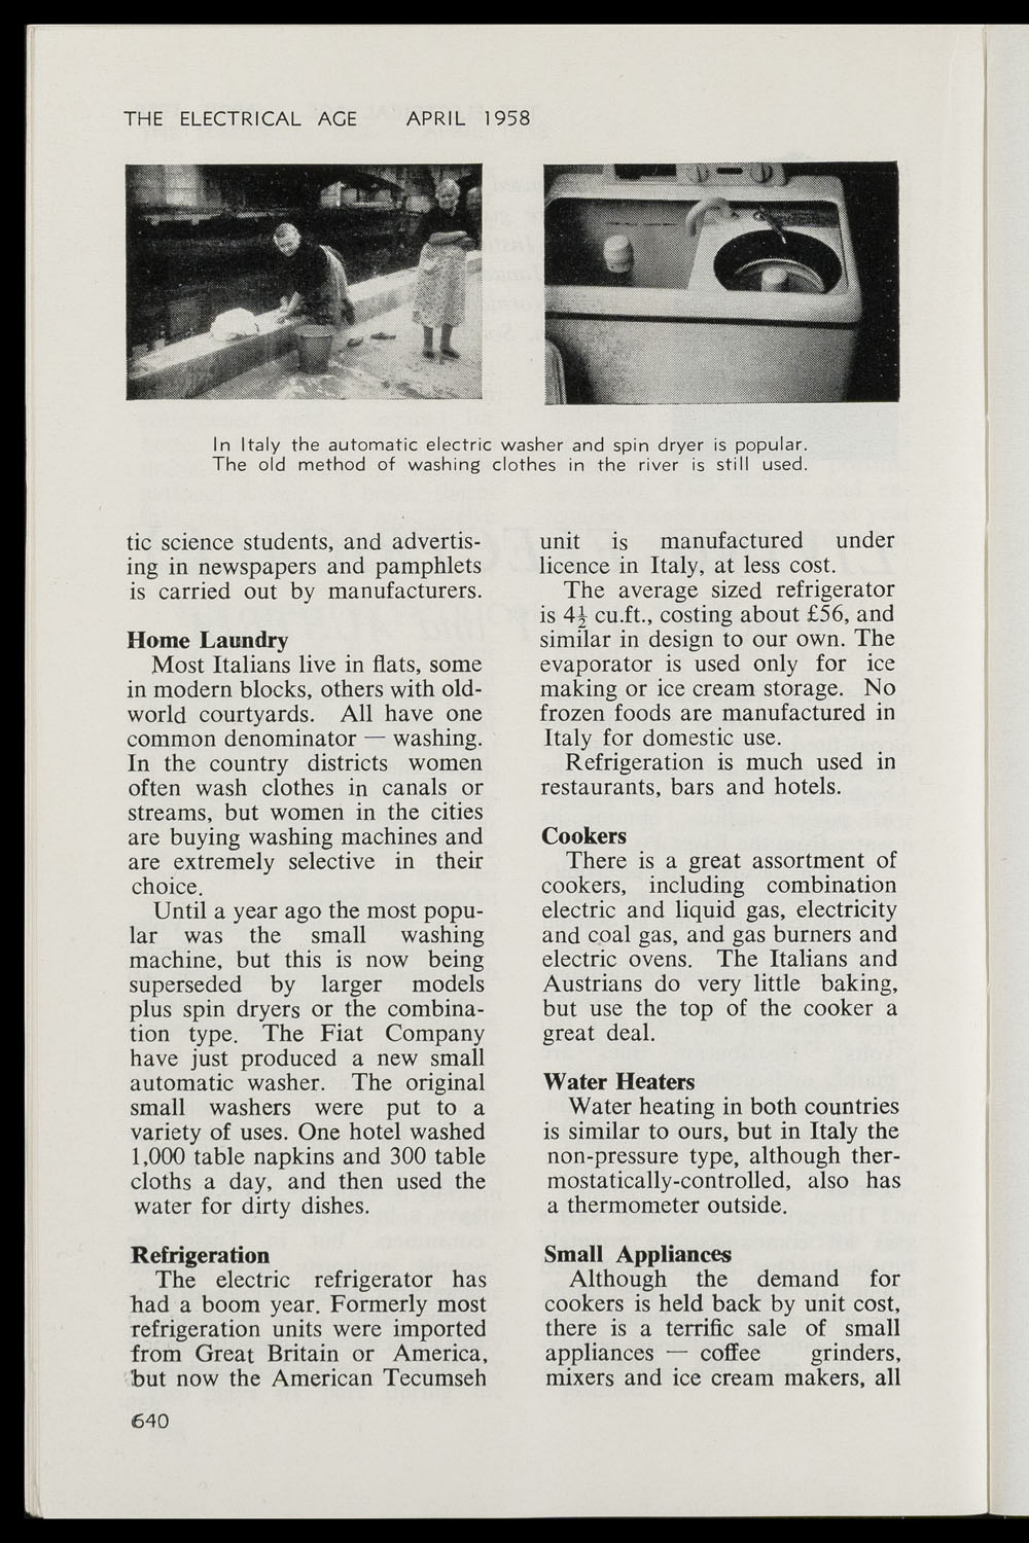 THE ELECTRICAL AGE APRIL 1958
In Italy the automatic electric washer and spin dryer is popular.
The old method of washing clothes in the river is still used.
tic science students, and advertis-
ing in newspapers and pamphlets
is carried out by manufacturers.
Home Laundry
Most Italians live in flats, some
in modern blocks, others with old-
world courtyards. All have one
common denominator — washing.
In the country districts women
often wash clothes in canals or
streams, but women in the cities
are buying washing machines and
are extremely selective in their
choice.
Until a year ago the most popu-
lar was the small washing
machine, but this is now being
superseded by larger models
plus spin dryers or the combina-
tion type. The Fiat Company
have just produced a new small
automatic washer. The original
small washers were put to a
variety of uses. One hotel washed
1,000 table napkins and 300 table
cloths a day, and then used the
water for dirty dishes.
Refrigeration
The electric refrigerator has
had a boom year. Formerly most
refrigeration units were imported
from Great Britain or America,
but now the American Tecumseh
unit is manufactured under
licence in Italy, at less cost.
The average sized refrigerator
is 4½ cu.ft., costing about £56, and
similar in design to our own. The
evaporator is used only for ice
making or ice cream storage. No
frozen foods are manufactured in
Italy for domestic use.
Refrigeration is much used in
restaurants, bars and hotels.
Cookers
There is a great assortment of
cookers, including combination
electric and liquid gas, electricity
and coal gas, and gas burners and
electric ovens. The Italians and
Austrians do very little baking,
but use the top of the cooker a
great deal.
Water Heaters
Water heating in both countries
is similar to ours, but in Italy the
non-pressure type, although ther-
mostatically-controlled, also has
a thermometer outside.
Small Appliances
Although the demand for
cookers is held back by unit cost,
there is a terrific sale of small
appliances — coffee grinders,
mixers and ice cream makers, all
640